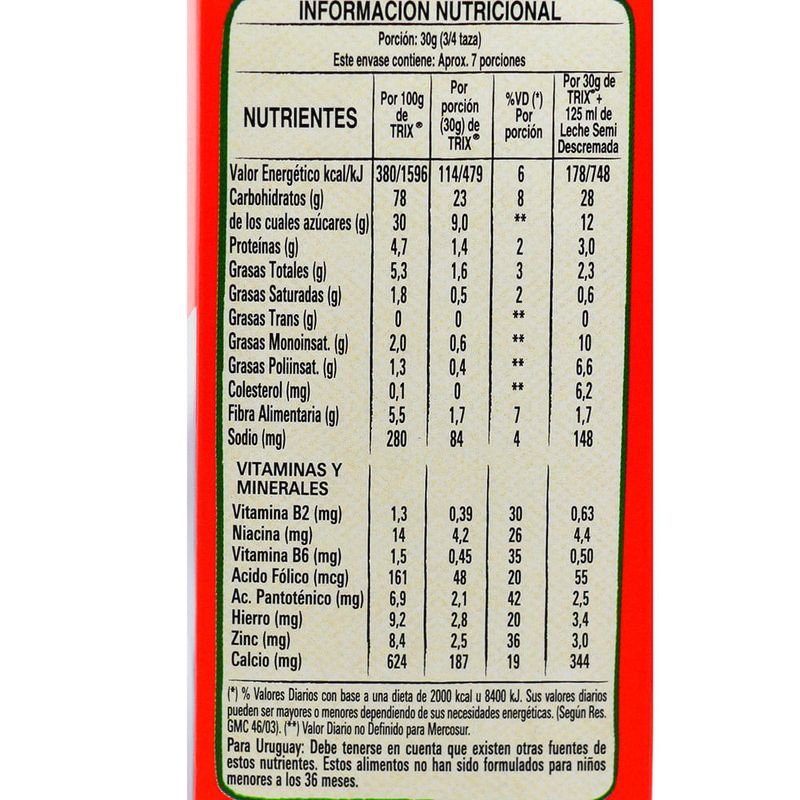 INFORMACIÓN NUTRICIONAL
Porción: 30g (3/4 taza)
Este envase contiene: Aprox. 7 porciones
NUTRIENTES | Por 100g de TRIX® | Por porción (30g) de TRIX® | %VD (*) Por porción | Por 30g de TRIX® + 125 ml de Leche Semi Descremada
Valor Energético kcal/kJ | 380/1596 | 114/479 | 6 | 178/748
Carbohidratos (g) | 78 | 23 | 8 | 28
de los cuales azúcares (g) | 30 | 9,0 | ** | 12
Proteínas (g) | 4,7 | 1,4 | 2 | 3,0
Grasas Totales (g) | 5,3 | 1,6 | 3 | 2,3
Grasas Saturadas (g) | 1,8 | 0,5 | 2 | 0,6
Grasas Trans (g) | 0 | 0 | ** | 0
Grasas Monoinsat. (g) | 2,0 | 0,6 | ** | 10
Grasas Poliinsat. (g) | 1,3 | 0,4 | ** | 6,6
Colesterol (mg) | 0,1 | 0 | ** | 6,2
Fibra Alimentaria (g) | 5,5 | 1,7 | 7 | 1,7
Sodio (mg) | 280 | 84 | 4 | 148
VITAMINAS Y
MINERALES
Vitamina B2 (mg) | 1,3 | 0,39 | 30 | 0,63
Niacina (mg) | 14 | 4,2 | 26 | 4,4
Vitamina B6 (mg) | 1,5 | 0,45 | 35 | 0,50
Acido Fólico (mcg) | 161 | 48 | 20 | 55
Ac. Pantoténico (mg) | 6,9 | 2,1 | 42 | 2,5
Hierro (mg) | 9,2 | 2,8 | 20 | 3,4
Zinc (mg) | 8,4 | 2,5 | 36 | 3,0
Calcio (mg) | 624 | 187 | 19 | 344
(*) % Valores Diarios con base a una dieta de 2000 kcal u 8400 kJ. Sus valores diarios
pueden ser mayores o menores dependiendo de sus necesidades energéticas. (Según Res.
GMC 46/03). (**) Valor Diario no Definido para Mercosur.
Para Uruguay: Debe tenerse en cuenta que existen otras fuentes de
estos nutrientes. Estos alimentos no han sido formulados para niños
menores a los 36 meses.